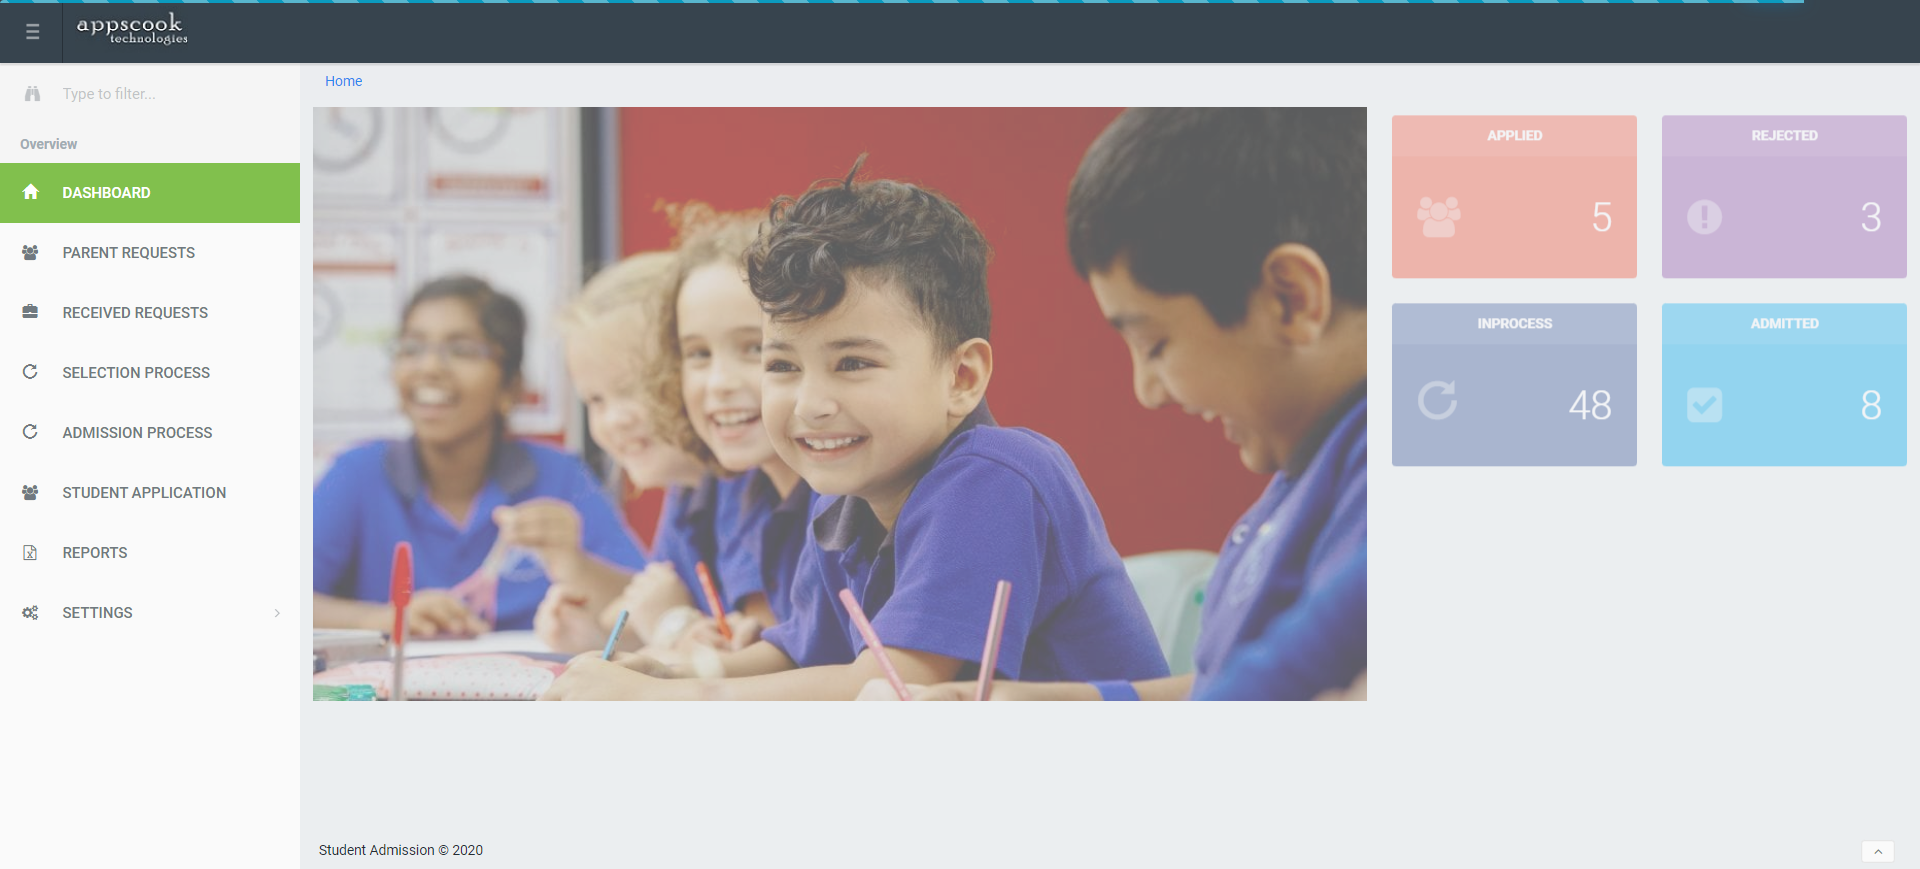 appscook
technologies
Type to filter...
Overview
DASHBOARD
PARENT REQUESTS
RECEIVED REQUESTS
SELECTION PROCESS
ADMISSION PROCESS
STUDENT APPLICATION
REPORTS
SETTINGS
Home
APPLIED
5
REJECTED
3
INPROCESS
48
ADMITTED
8
Student Admission © 2020